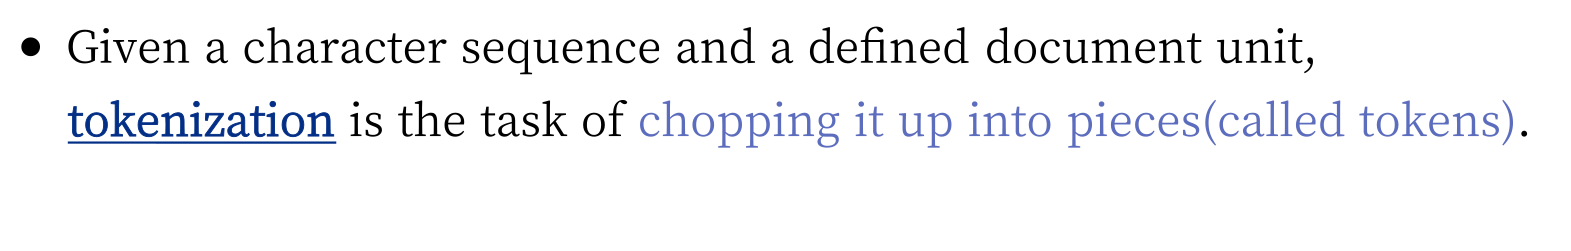 • Given a character sequence and a defined document unit,
tokenization is the task of chopping it up into pieces(called tokens).